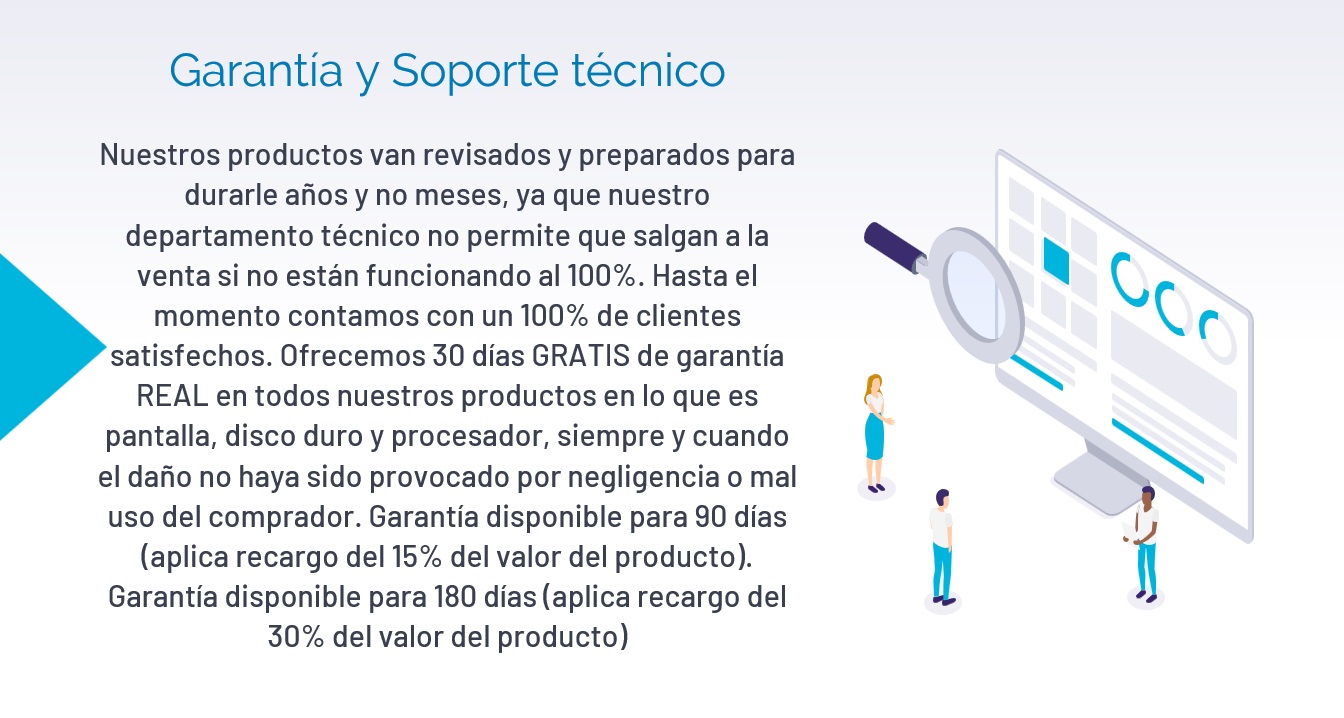 Garantía y Soporte técnico
Nuestros productos van revisados y preparados para
durarle años y no meses, ya que nuestro
departamento técnico no permite que salgan a la
venta si no están funcionando al 100%. Hasta el
momento contamos con un 100% de clientes
satisfechos. Ofrecemos 30 días GRATIS de garantía
REAL en todos nuestros productos en lo que es
pantalla, disco duro y procesador, siempre y cuando
el daño no haya sido provocado por negligencia o mal
uso del comprador. Garantía disponible para 90 días
(aplica recargo del 15% del valor del producto).
Garantía disponible para 180 días (aplica recargo del
30% del valor del producto)